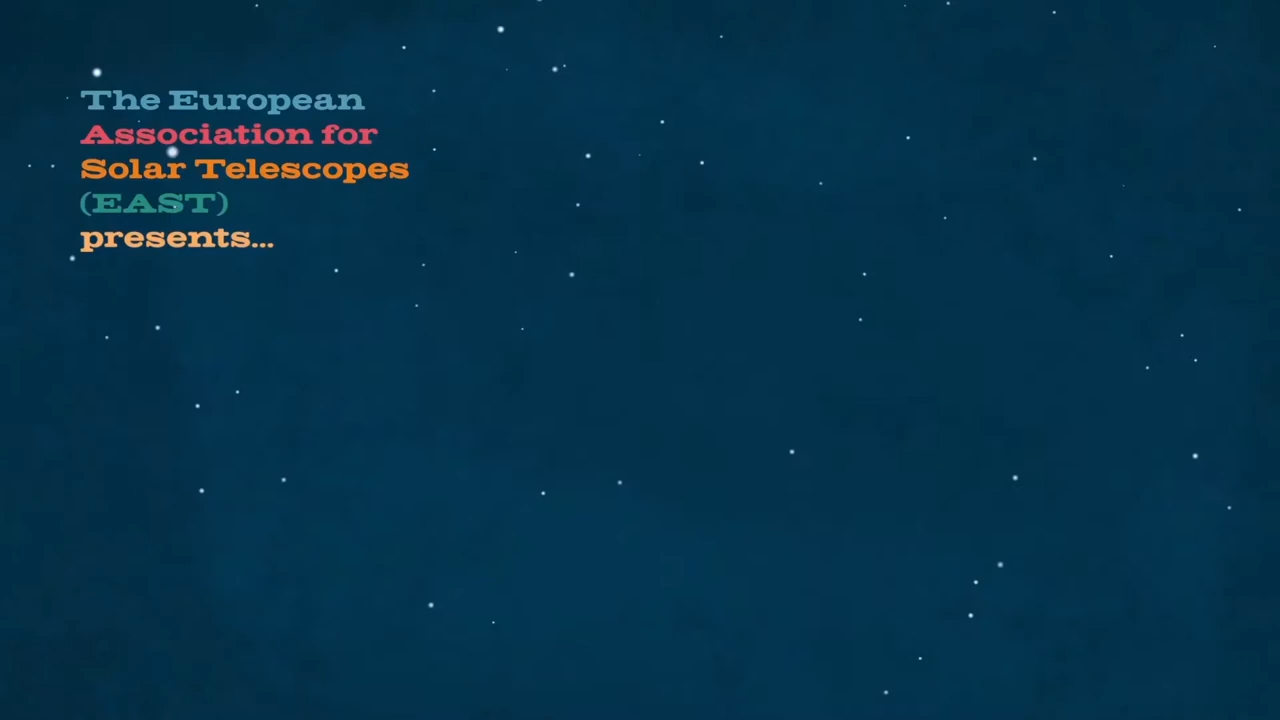 The European
Association for
Solar Telescopes
(EAST)
presents...